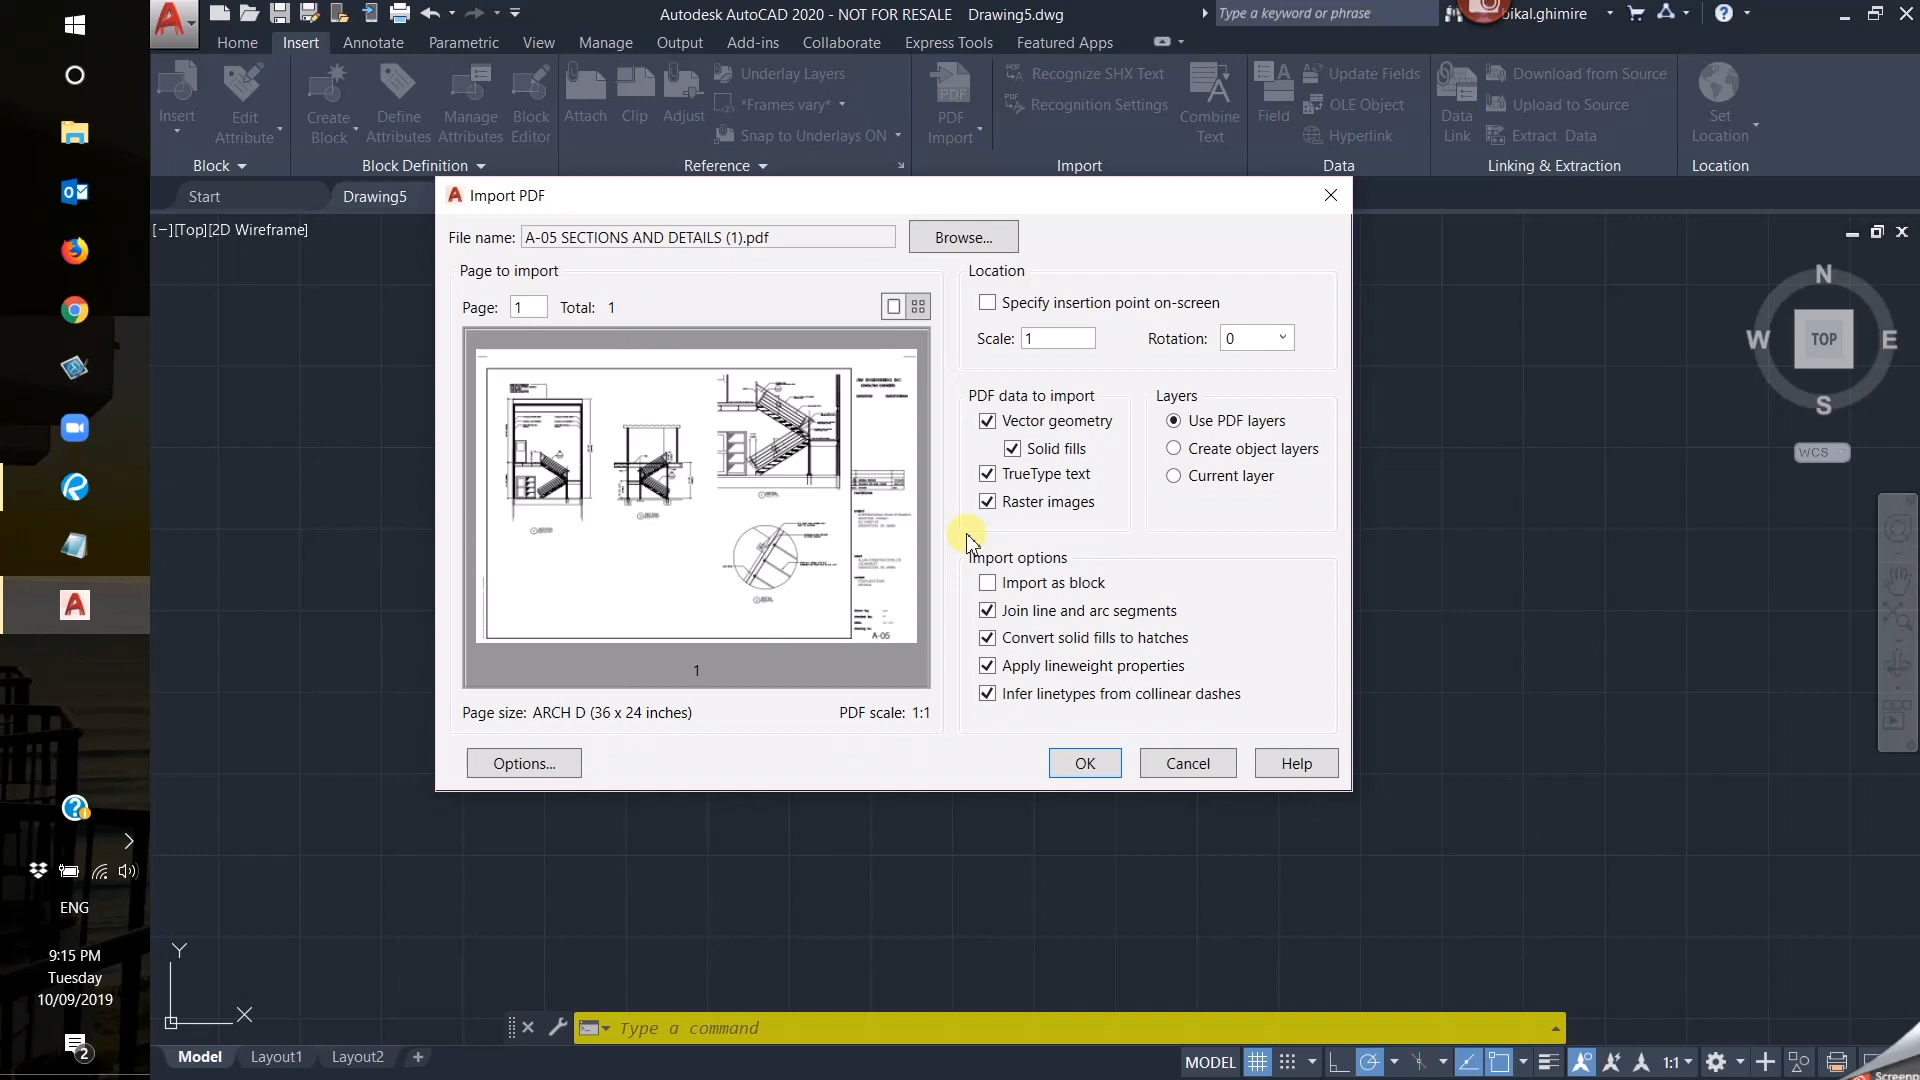 Autodesk AutoCAD 2020 - NOT FOR RESALE Drawing5.dwg
Type a keyword or phrase
bikal.ghimire
Home Insert Annotate Parametric View Manage Output Add-ins Collaborate Express Tools Featured Apps
Insert
Edit Attribute
Create Block
Define Attributes
Manage Attributes
Block Editor
Attach
Clip
Adjust
Underlay Layers
*Frames vary*
Snap to Underlays ON
PDF Import
Recognize SHX Text
Recognition Settings
Combine Text
Field
Update Fields
OLE Object
Hyperlink
Data Link
Download from Source
Upload to Source
Extract Data
Set Location
Block
Block Definition
Reference
Import
Data
Linking & Extraction
Location
Start
Drawing5
[−][Top][2D Wireframe]
Import PDF
File name: A-05 SECTIONS AND DETAILS (1).pdf
Browse...
Page to import
Page: 1 Total: 1
A-05
1
Page size: ARCH D (36 x 24 inches)
PDF scale: 1:1
Location
Specify insertion point on-screen
Scale: 1
Rotation: 0
PDF data to import
Vector geometry
Solid fills
TrueType text
Raster images
Layers
Use PDF layers
Create object layers
Current layer
Import options
Import as block
Join line and arc segments
Convert solid fills to hatches
Apply lineweight properties
Infer linetypes from collinear dashes
Options...
OK
Cancel
Help
N
W
TOP
E
S
WCS
Y
X
Type a command
Model Layout1 Layout2
MODEL
1:1
ENG
9:15 PM
Tuesday
10/09/2019
2